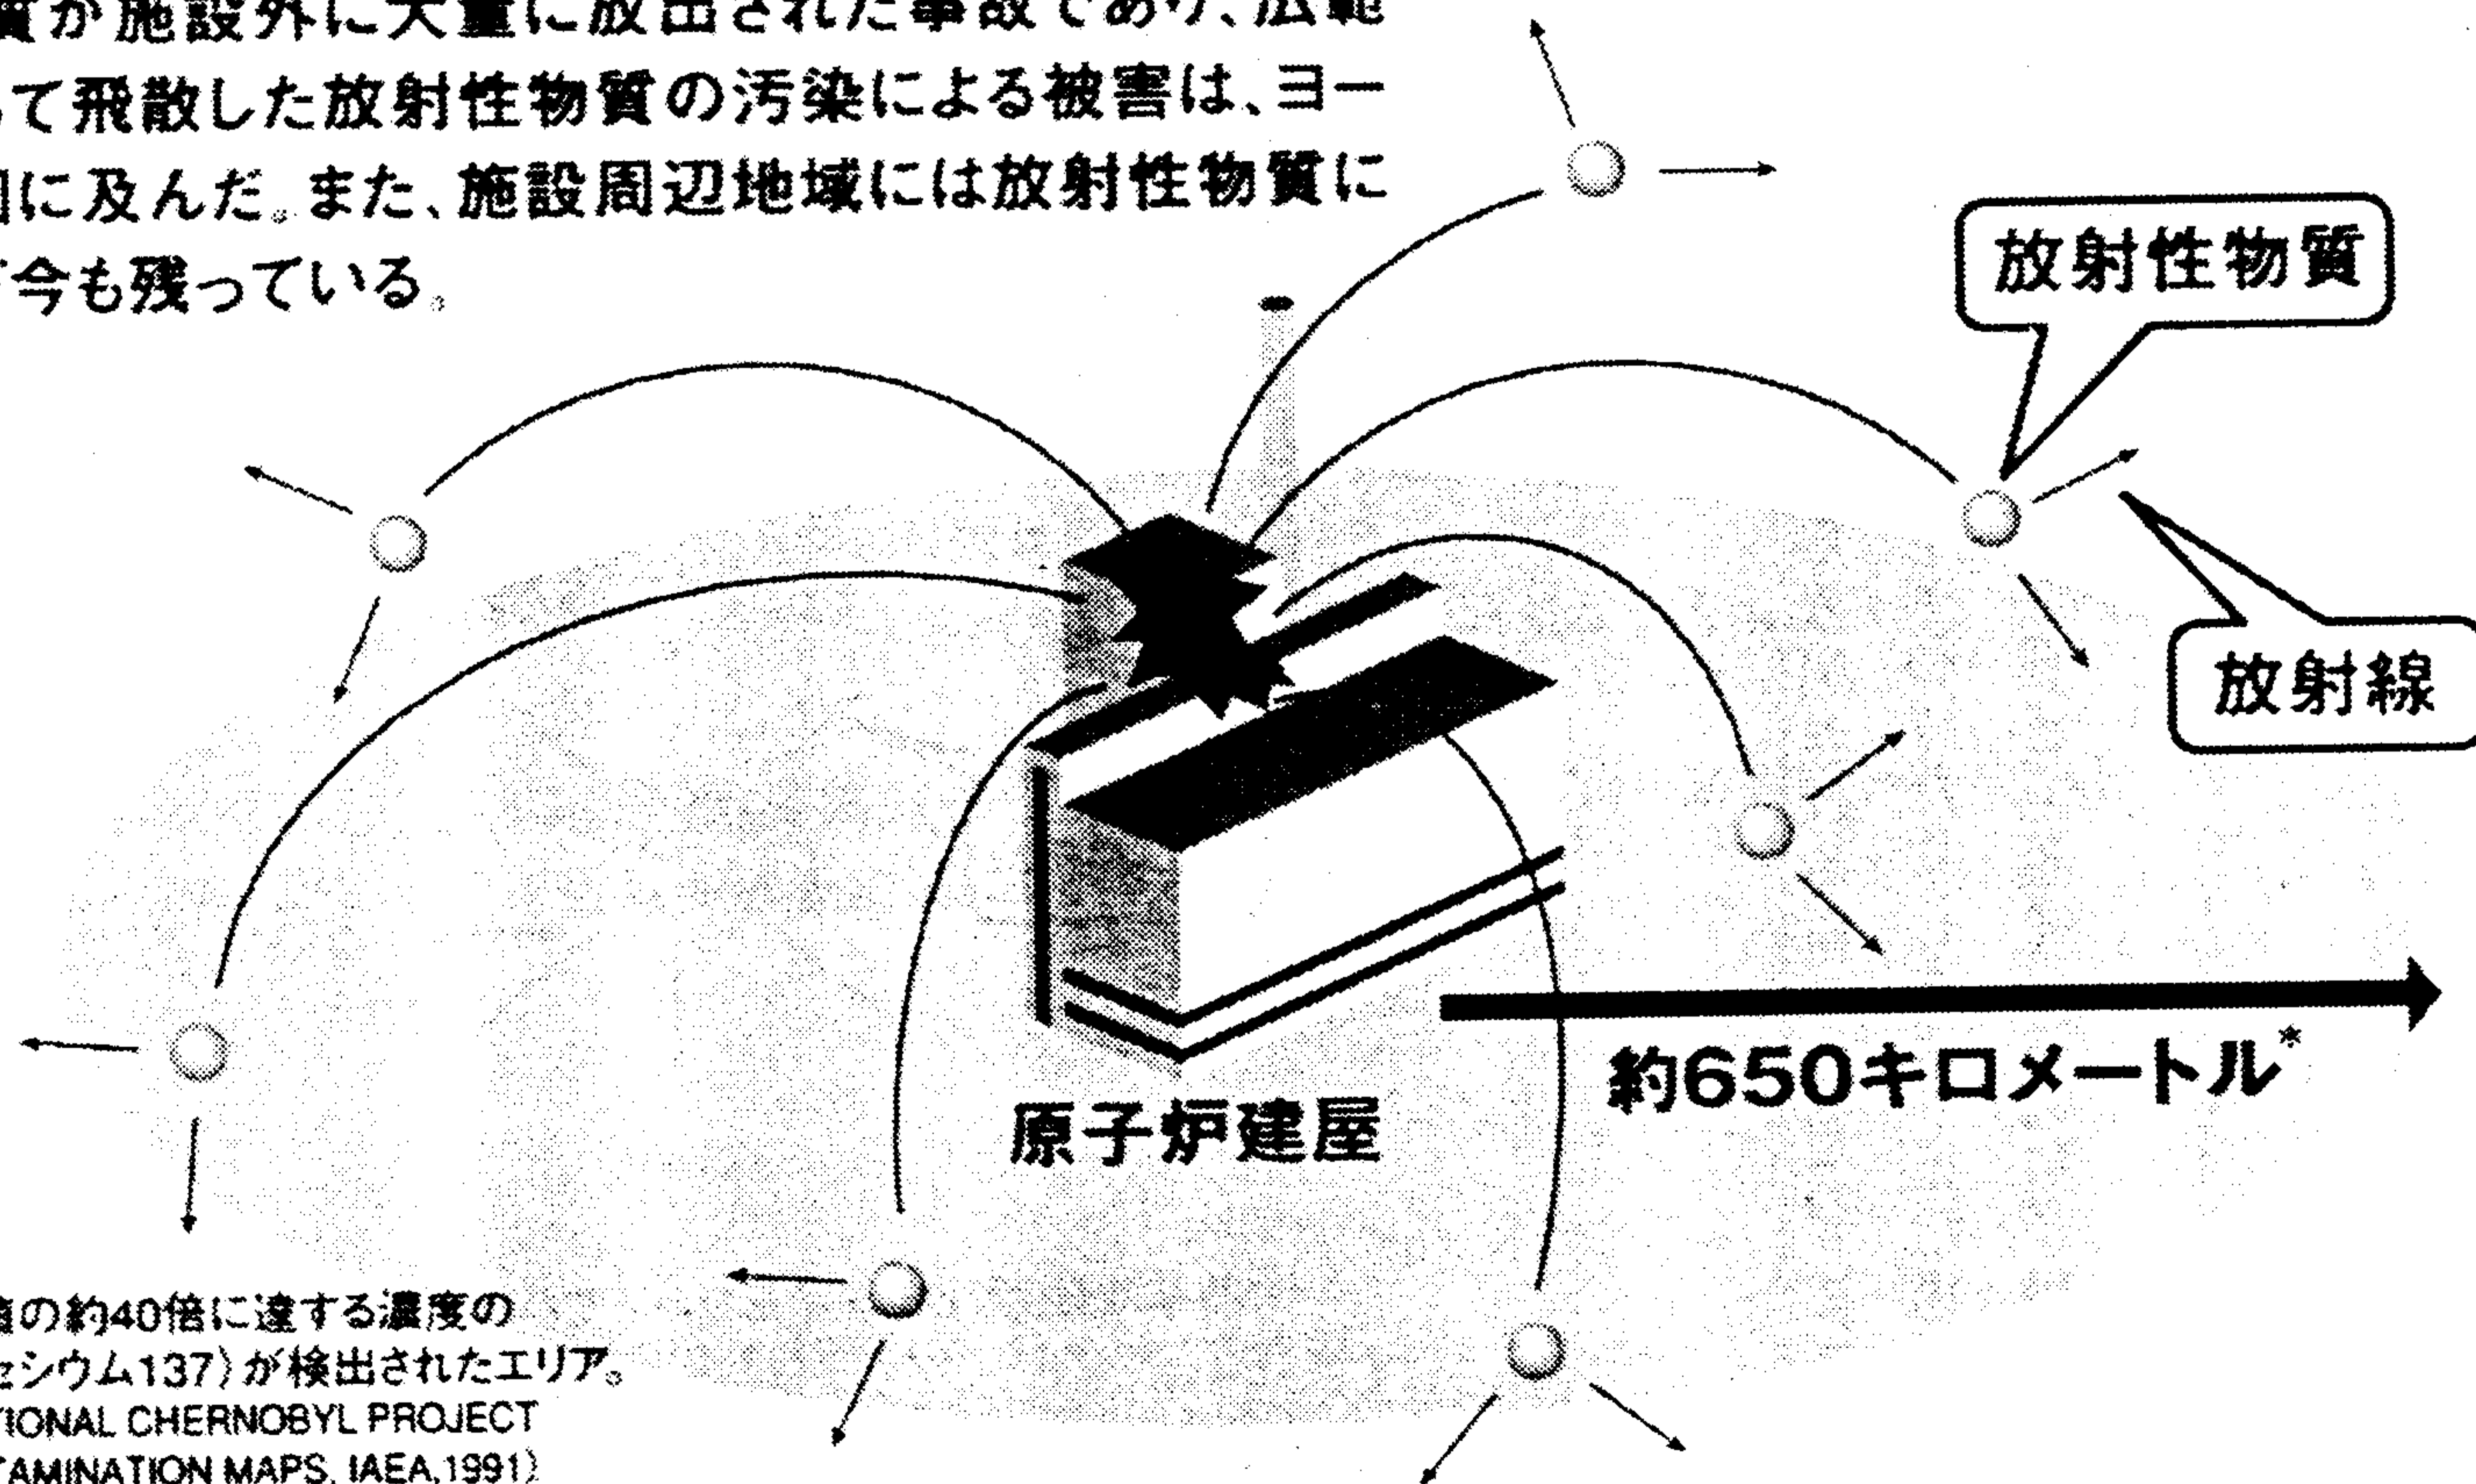 質が施設外に大量に放出された事故であり、広範
って飛散した放射性物質の汚染による被害は、ヨー
に及んだ。また、施設周辺地域には放射性物質に
今も残っている。
放射性物質
放射線
約650キロメートル*
原子炉建屋
の約40倍に達する濃度の
セシウム137)が検出されたエリア。
TIONAL CHERNOBYL PROJECT
TAMINATION MAPS, IAEA,1991)